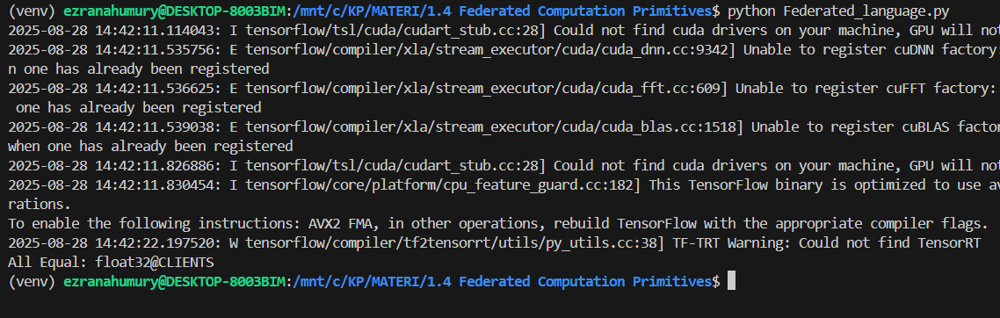 (venv) ezranahumury@DESKTOP-8003BIM:/mnt/c/KP/MATERI/1.4 Federated Computation Primitives$ python Federated_language.py
2025-08-28 14:42:11.114043: I tensorflow/tsl/cuda/cudart_stub.cc:28] Could not find cuda drivers on your machine, GPU will not
2025-08-28 14:42:11.535756: E tensorflow/compiler/xla/stream_executor/cuda/cuda_dnn.cc:9342] Unable to register cuDNN factory:
n one has already been registered
2025-08-28 14:42:11.536625: E tensorflow/compiler/xla/stream_executor/cuda/cuda_fft.cc:609] Unable to register cuFFT factory:
one has already been registered
2025-08-28 14:42:11.539038: E tensorflow/compiler/xla/stream_executor/cuda/cuda_blas.cc:1518] Unable to register cuBLAS factor
when one has already been registered
2025-08-28 14:42:11.826886: I tensorflow/tsl/cuda/cudart_stub.cc:28] Could not find cuda drivers on your machine, GPU will not
2025-08-28 14:42:11.830454: I tensorflow/core/platform/cpu_feature_guard.cc:182] This TensorFlow binary is optimized to use av
rations.
To enable the following instructions: AVX2 FMA, in other operations, rebuild TensorFlow with the appropriate compiler flags.
2025-08-28 14:42:22.197520: W tensorflow/compiler/tf2tensorrt/utils/py_utils.cc:38] TF-TRT Warning: Could not find TensorRT
All Equal: float32@CLIENTS
(venv) ezranahumury@DESKTOP-8003BIM:/mnt/c/KP/MATERI/1.4 Federated Computation Primitives$